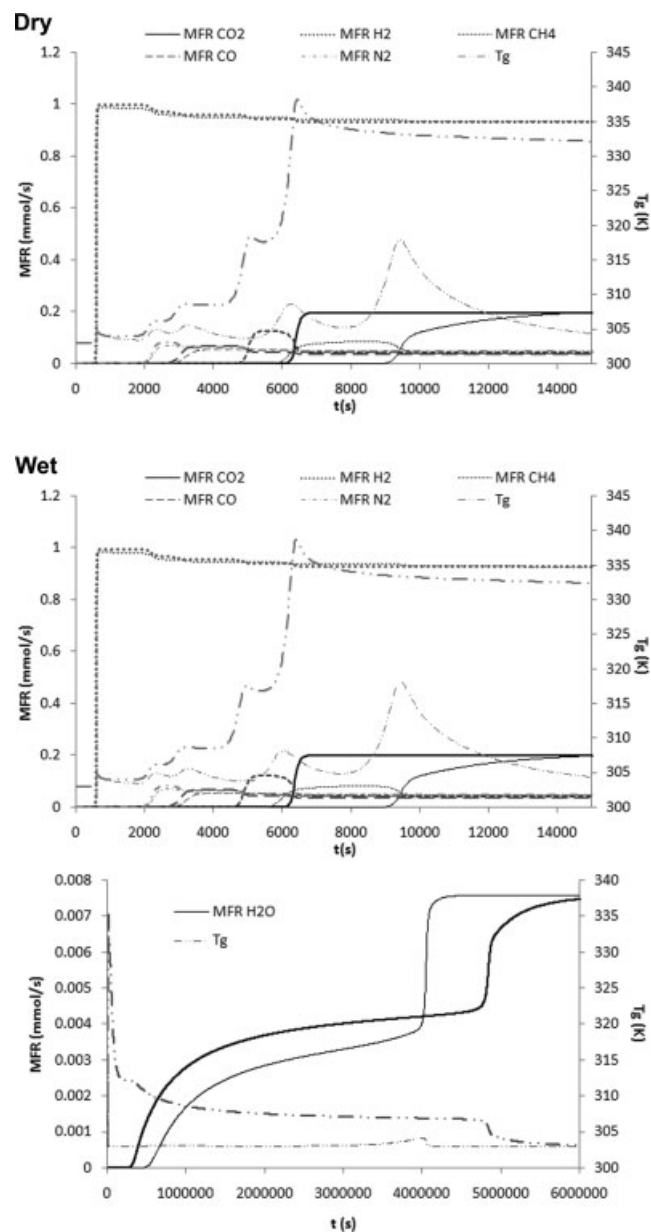 Dry
MFR CO2 MFR H2 MFR CH4
MFR CO MFR N2 Tg
1.2 345
1 340
0.8 335
330
0.6 325
0.4 320
315
0.2 310
305
0 300
MFR (mmol/s)
Tg (K)
0 2000 4000 6000 8000 10000 12000 14000
t(s)
Wet
MFR CO2 MFR H2 MFR CH4
MFR CO MFR N2 Tg
1.2 345
1 340
0.8 335
330
0.6 325
0.4 320
315
0.2 310
305
0 300
MFR (mmol/s)
Tg (K)
0 2000 4000 6000 8000 10000 12000 14000
t(s)
0.008 340
0.007 335
0.006 330
0.005 325
0.004 320
0.003 315
0.002 310
0.001 305
0 300
MFR H2O
Tg
MFR (mmol/s)
Tg (K)
0 1000000 2000000 3000000 4000000 5000000 6000000
t (s)